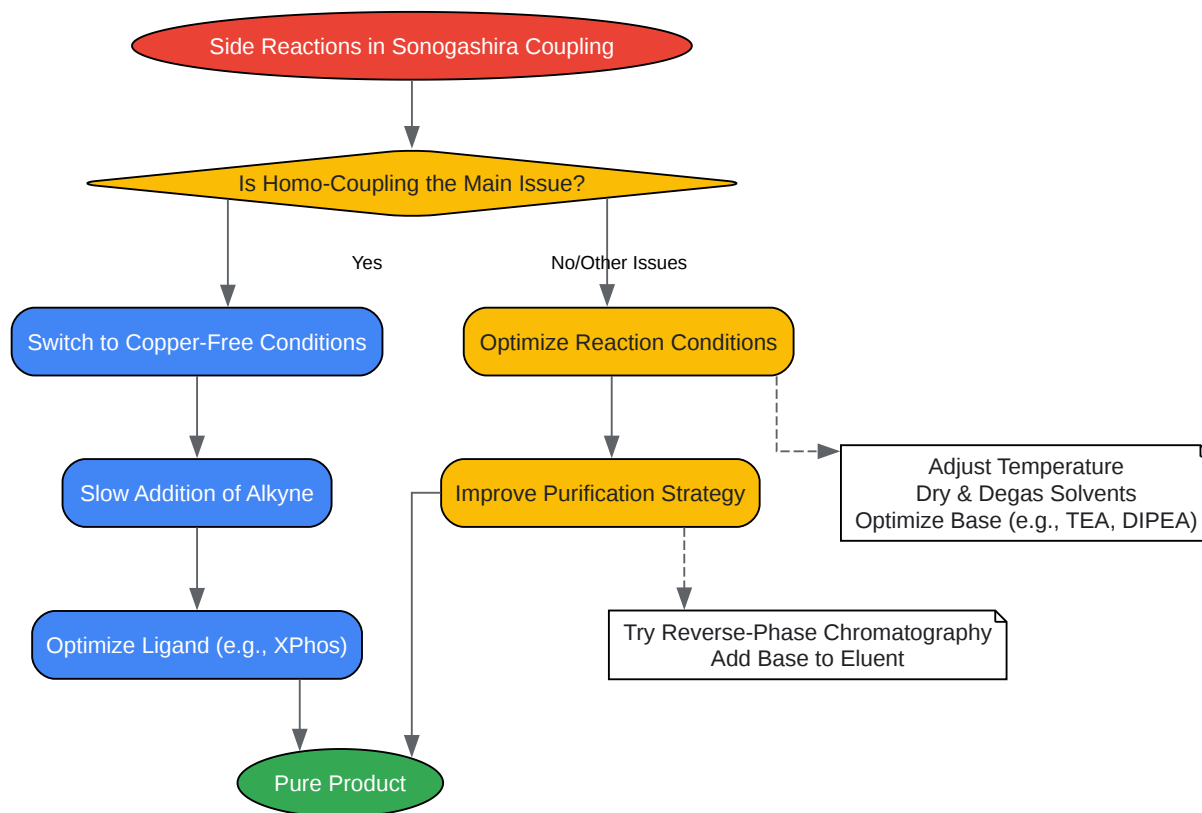 Side Reactions in Sonogashira Coupling
Is Homo-Coupling the Main Issue?
Yes
No/Other Issues
Switch to Copper-Free Conditions
Optimize Reaction Conditions
Slow Addition of Alkyne
Improve Purification Strategy
Adjust Temperature
Dry & Degas Solvents
Optimize Base (e.g., TEA, DIPEA)
Optimize Ligand (e.g., XPhos)
Try Reverse-Phase Chromatography
Add Base to Eluent
Pure Product